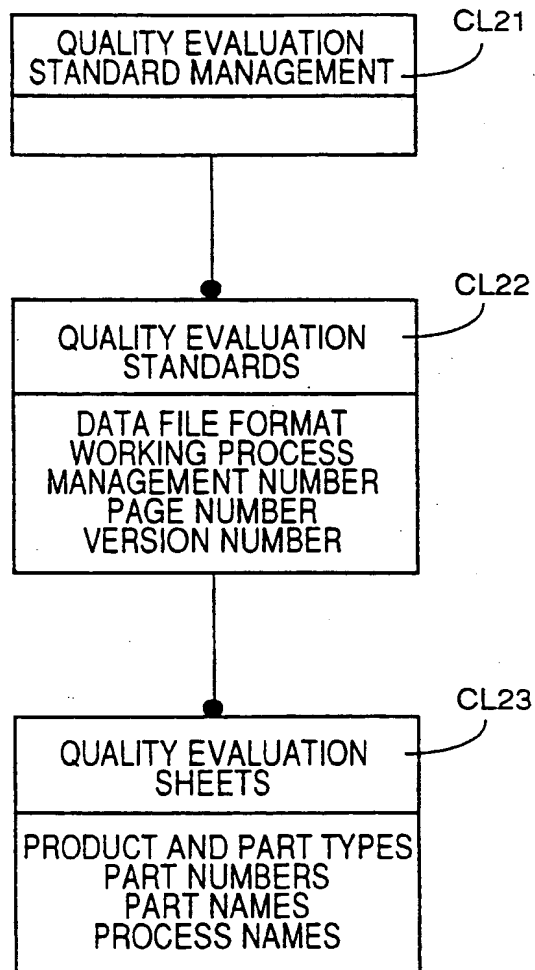 CL21
QUALITY EVALUATION
STANDARD MANAGEMENT
CL22
QUALITY EVALUATION
STANDARDS
DATA FILE FORMAT
WORKING PROCESS
MANAGEMENT NUMBER
PAGE NUMBER
VERSION NUMBER
CL23
QUALITY EVALUATION
SHEETS
PRODUCT AND PART TYPES
PART NUMBERS
PART NAMES
PROCESS NAMES